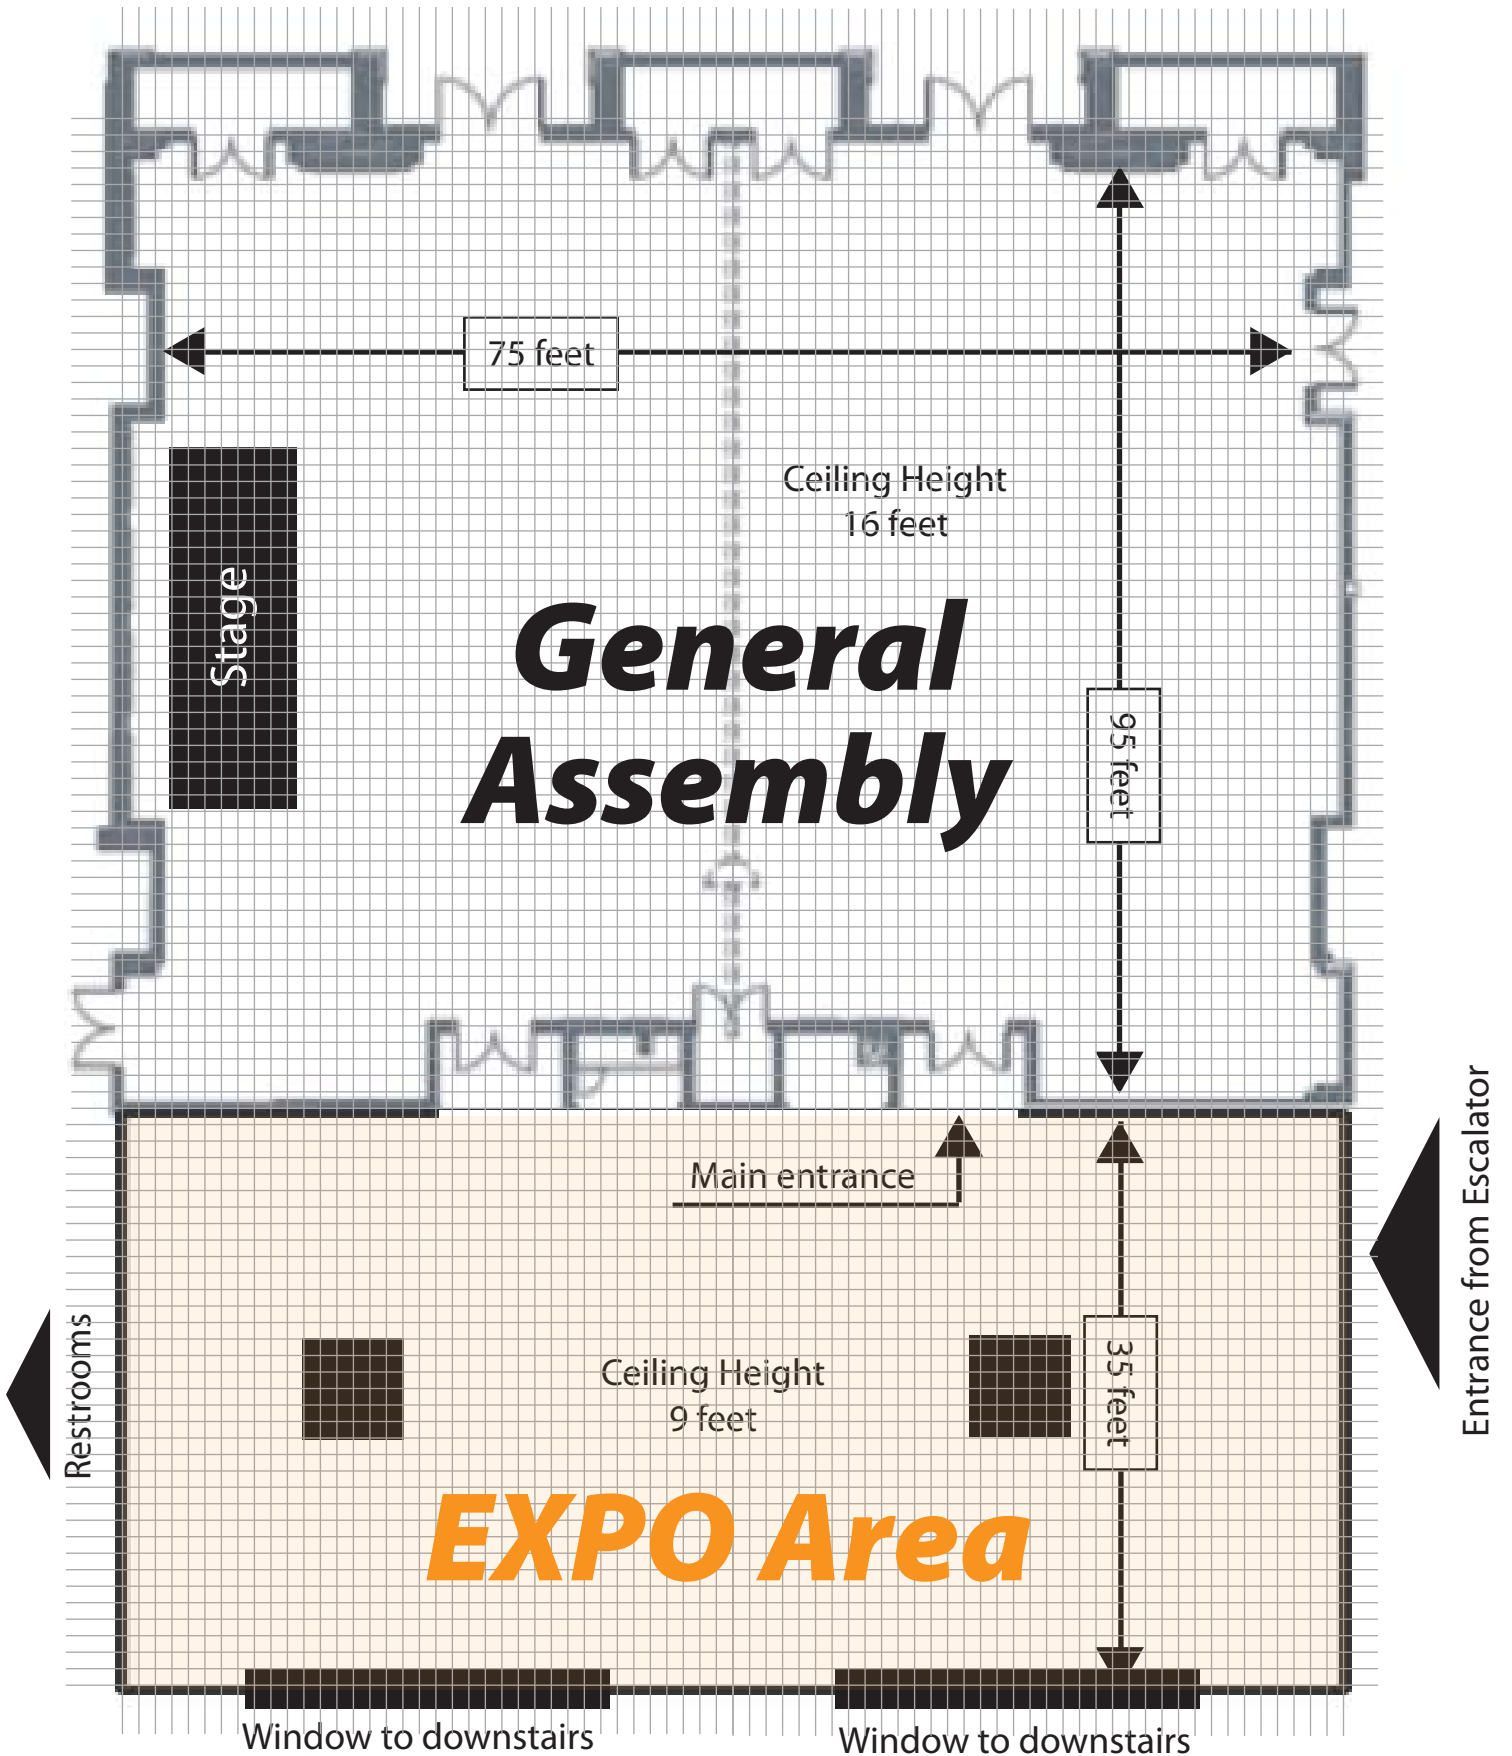 75 feet
Ceiling Height
16 feet
Stage
General
Assembly
95 feet
Main entrance
Entrance from Escalator
Restrooms
Ceiling Height
9 feet
35 feet
EXPO Area
Window to downstairs
Window to downstairs